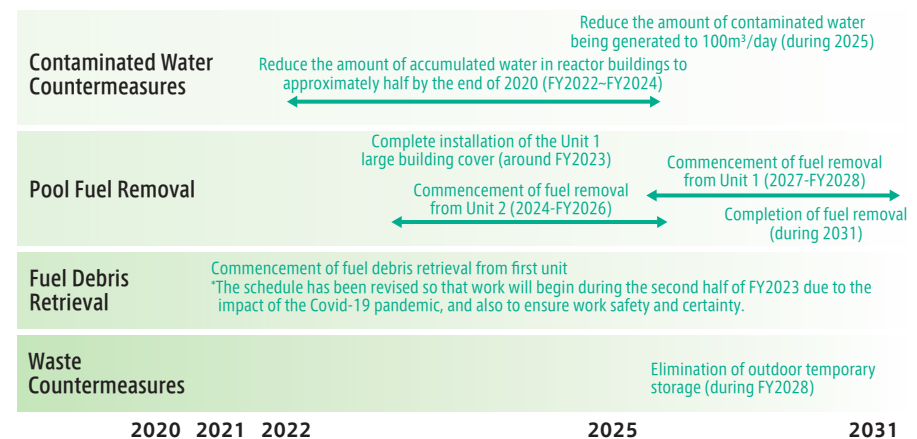 Contaminated Water
Countermeasures
Reduce the amount of contaminated water
being generated to 100m³/day (during 2025)
Reduce the amount of accumulated water in reactor buildings to
approximately half by the end of 2020 (FY2022~FY2024)
Pool Fuel Removal
Complete installation of the Unit 1
large building cover (around FY2023)
Commencement of fuel removal
from Unit 2 (2024-FY2026)
Commencement of fuel removal
from Unit 1 (2027-FY2028)
Completion of fuel removal
(during 2031)
Fuel Debris
Retrieval
Commencement of fuel debris retrieval from first unit
*The schedule has been revised so that work will begin during the second half of FY2023 due to the
impact of the Covid-19 pandemic, and also to ensure work safety and certainty.
Waste
Countermeasures
Elimination of outdoor temporary
storage (during FY2028)
2020 2021 2022 2025 2031